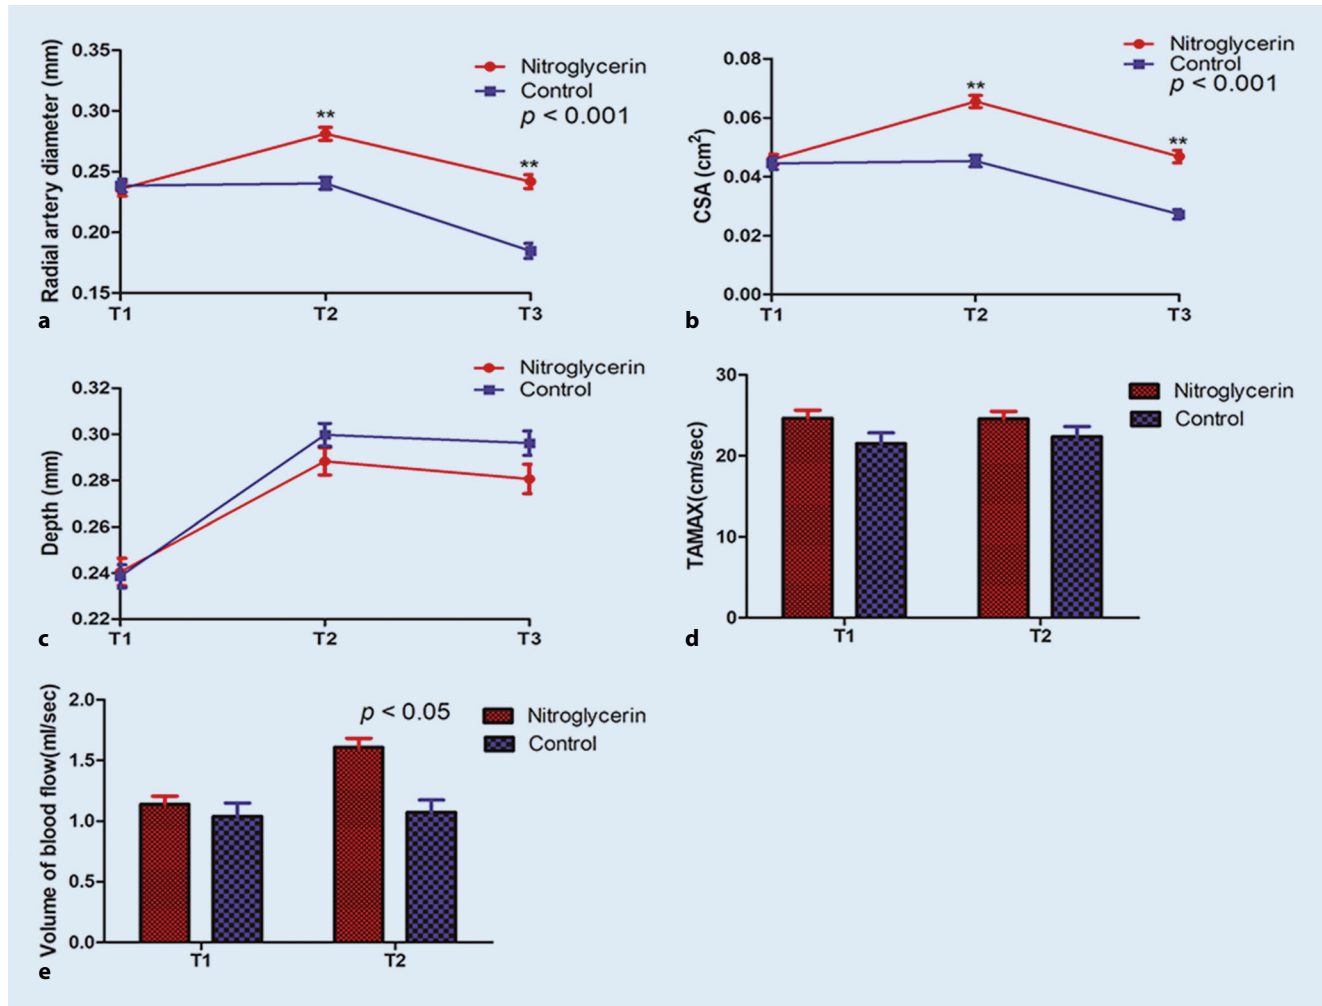 Radial artery diameter (mm)
0.35
0.30
0.25
0.20
0.15
T1 T2 T3
** **
Nitroglycerin
Control
p < 0.001
a
CSA (cm²)
0.08
0.06
0.04
0.02
0.00
T1 T2 T3
** **
Nitroglycerin
Control
p < 0.001
b
Depth (mm)
0.32
0.30
0.28
0.26
0.24
0.22
T1 T2 T3
Nitroglycerin
Control
c
TAMAX(cm/sec)
30
20
10
0
T1 T2
Nitroglycerin
Control
d
Volume of blood flow(ml/sec)
2.0
1.5
1.0
0.5
0.0
T1 T2
p < 0.05
Nitroglycerin
Control
e